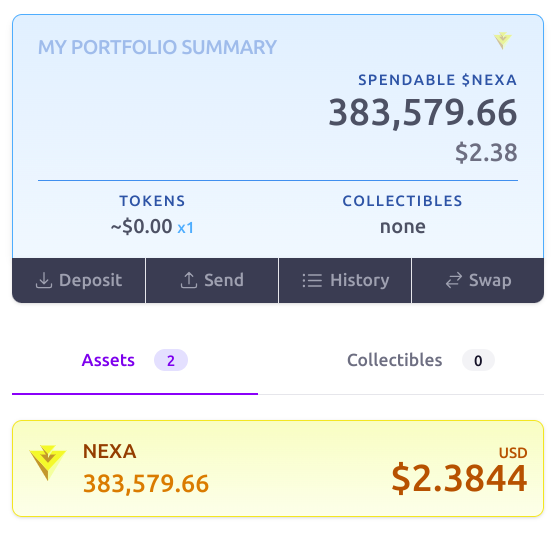 MY PORTFOLIO SUMMARY
SPENDABLE $NEXA
383,579.66
$2.38
TOKENS
~$0.00 x1
COLLECTIBLES
none
Deposit
Send
History
Swap
Assets 2
Collectibles 0
NEXA
383,579.66
USD
$2.3844